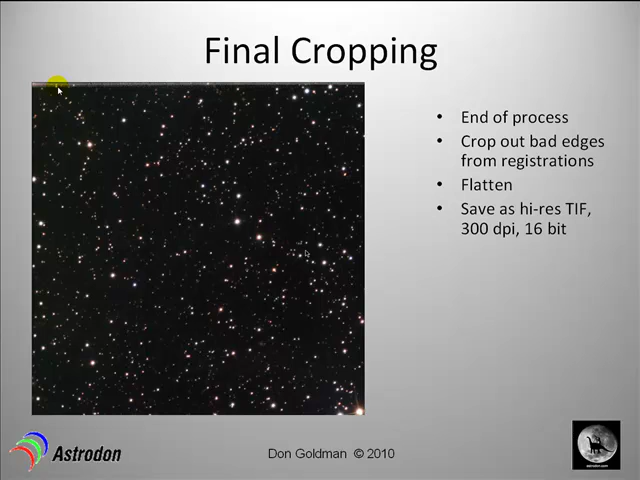 Final Cropping
• End of process
• Crop out bad edges
from registrations
• Flatten
• Save as hi-res TIF,
300 dpi, 16 bit
Astrodon
Don Goldman © 2010